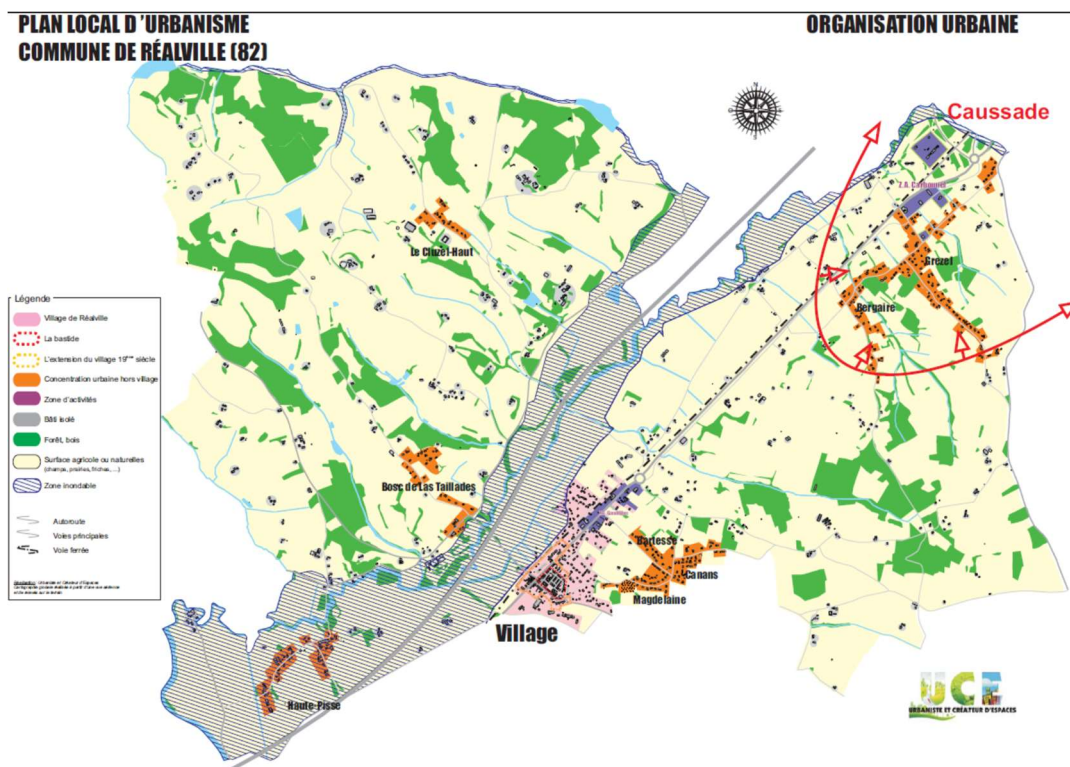 PLAN LOCAL D'URBANISME
COMMUNE DE RÉALVILLE (82)
ORGANISATION URBAINE
Caussade
Z.A.
Le Cluzel-Haut
Grezel
Bergaire
Légende
Village de Réalville
La bastide
L'extension du village 19ème siècle
Concentration urbaine hors village
Zone d'activités
Bâti isolé
Forêt, bois
Surface agricole ou naturelles
(champs, prairies, friches, ...)
Zone inondable
Autoroute
Voies principales
Voie ferrée
Bosc de Las Taillades
Canans
Magdelaine
Village
Haute-Pisse
UCE
URBANISTE ET CRÉATEUR D'ESPACES